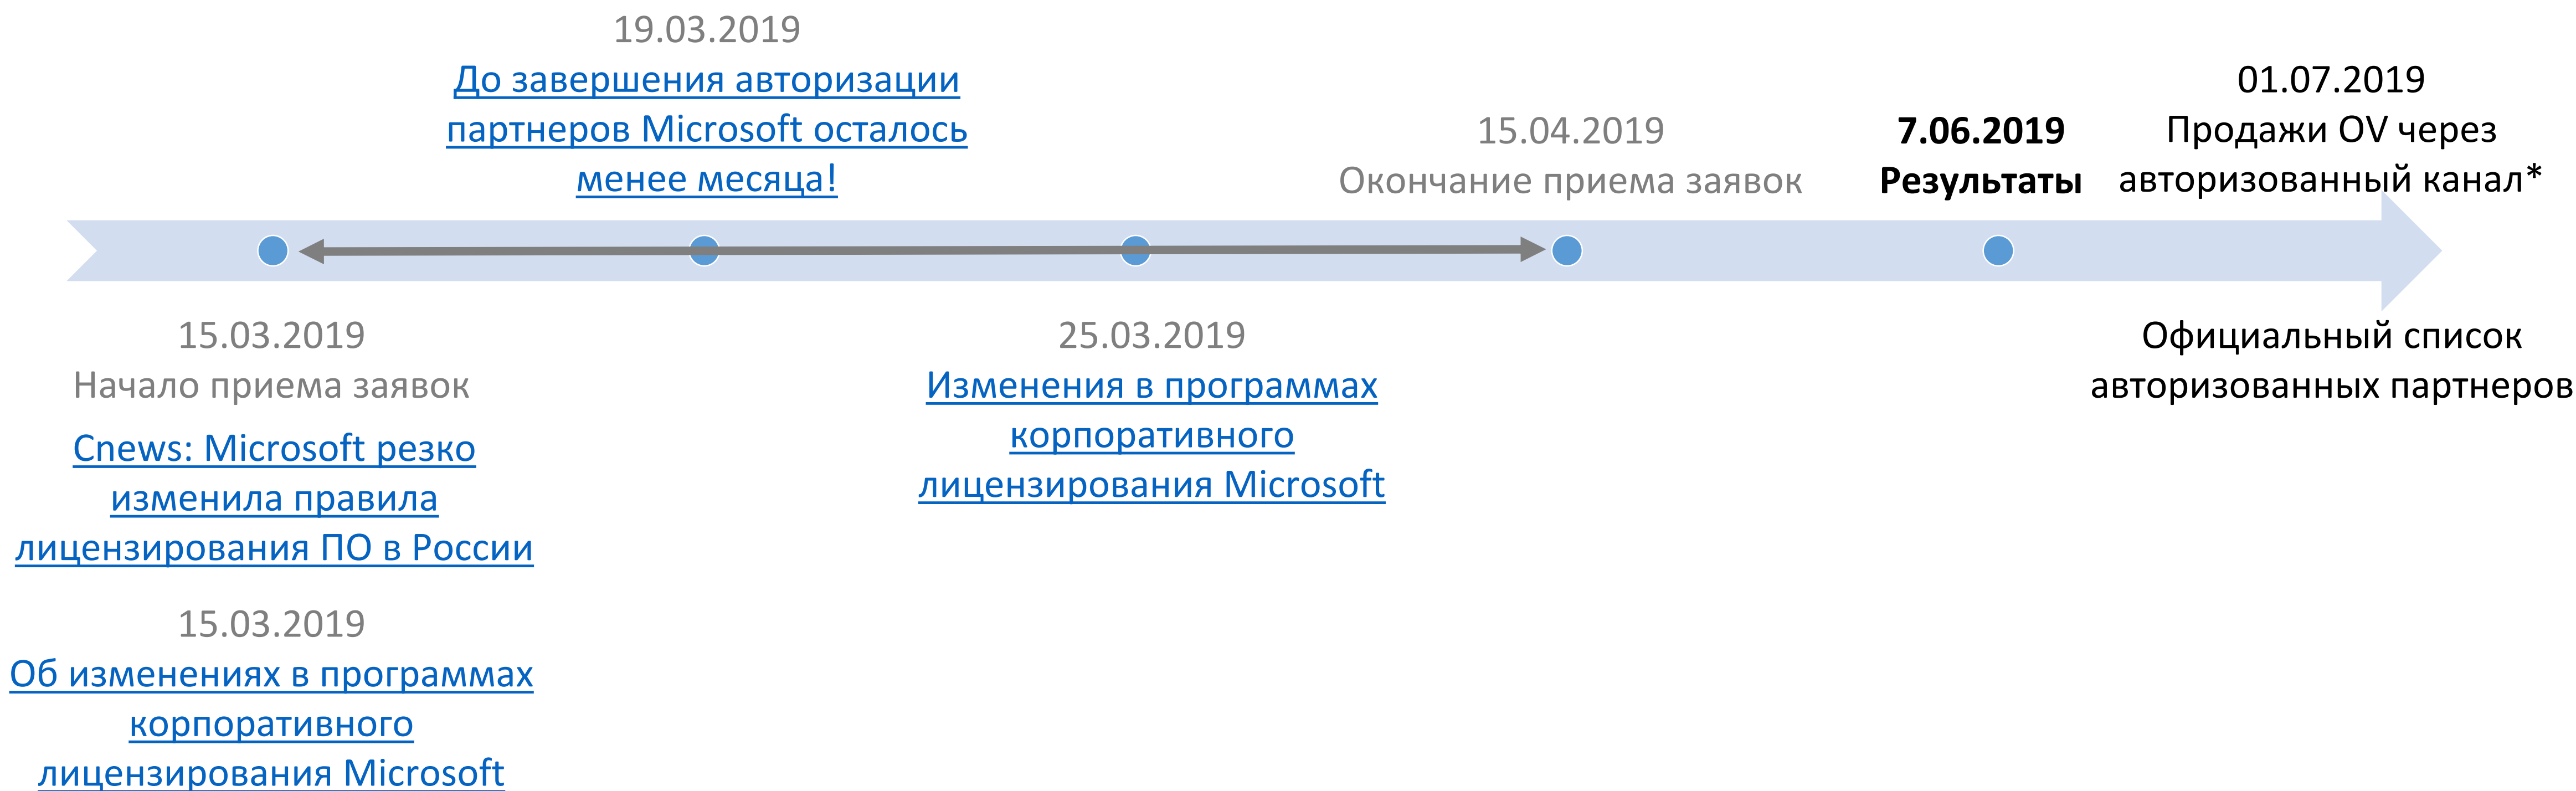 19.03.2019
До завершения авторизации
партнеров Microsoft осталось
менее месяца!
15.04.2019
Окончание приема заявок
7.06.2019
Результаты
01.07.2019
Продажи OV через
авторизованный канал*
15.03.2019
Начало приема заявок
Cnews: Microsoft резко
изменила правила
лицензирования ПО в России
15.03.2019
Об изменениях в программах
корпоративного
лицензирования Microsoft
25.03.2019
Изменения в программах
корпоративного
лицензирования Microsoft
Официальный список
авторизованных партнеров